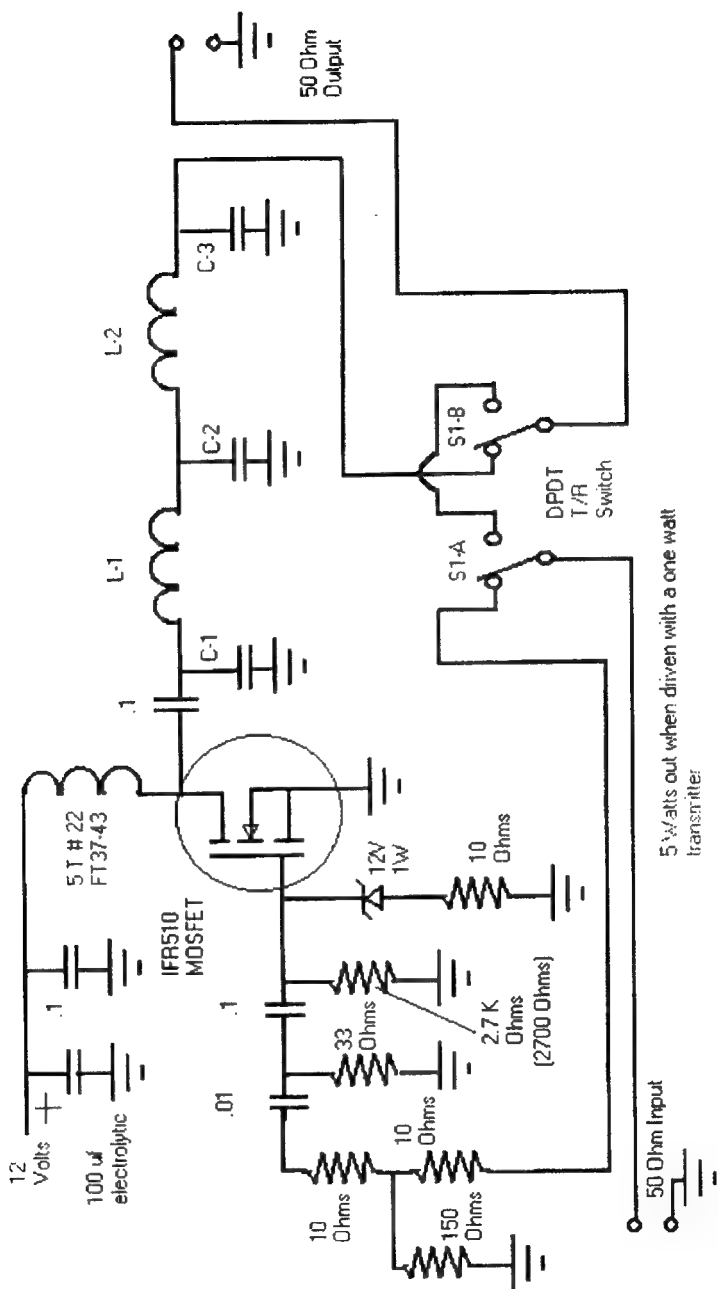 12
Volts
100 uf
electrolytic
.1
5 T # 22
FT37-43
IFR510
MOSFET
.1
C-1
L-1
C-2
L-2
C-3
50 Ohm
Output
.01
.1
33
Ohms
12V
1W
10
Ohms
2.7 K
Ohms
(2700 Ohms)
10
Ohms
10
Ohms
150
Ohms
S1-A
S1-B
DPDT
T/R
Switch
50 Ohm Input
5 Watts out when driven with a one watt
transmitter